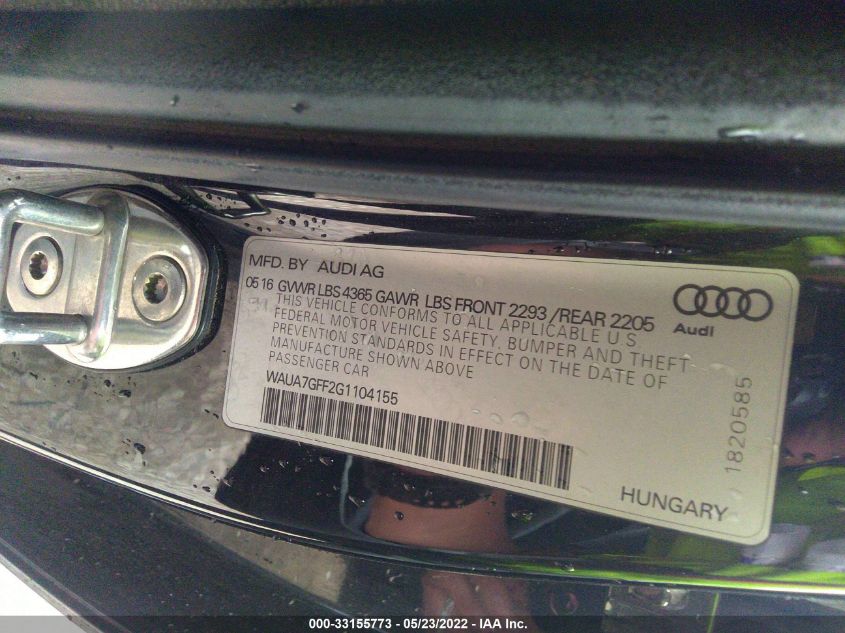 MFD. BY AUDI AG
05 16 GVWR LBS 4365 GAWR LBS FRONT 2293 /REAR 2205
THIS VEHICLE CONFORMS TO ALL APPLICABLE U S
FEDERAL MOTOR VEHICLE SAFETY, BUMPER AND THEFT
PREVENTION STANDARDS IN EFFECT ON THE DATE OF
MANUFACTURE SHOWN ABOVE
PASSENGER CAR
WAUA7GFF2G1104155
Audi
1820585
HUNGARY
000-33155773 - 05/23/2022 - IAA Inc.